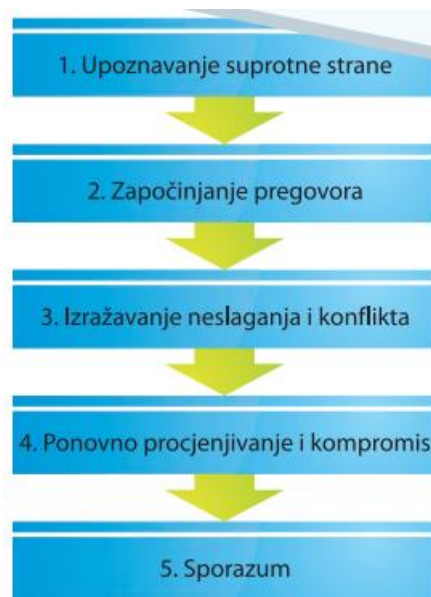 1. Upoznavanje suprotne strane
2. Započinjanje pregovora
3. Izražavanje neslaganja i konflikta
4. Ponovno procjenjivanje i kompromis
5. Sporazum